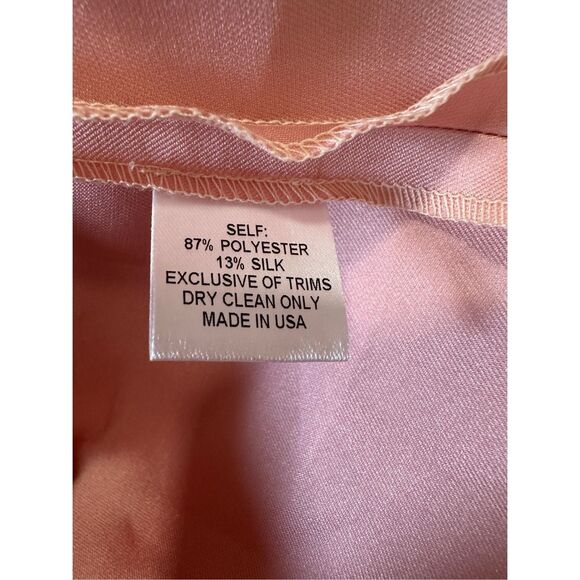 SELF:
87% POLYESTER
13% SILK
EXCLUSIVE OF TRIMS
DRY CLEAN ONLY
MADE IN USA